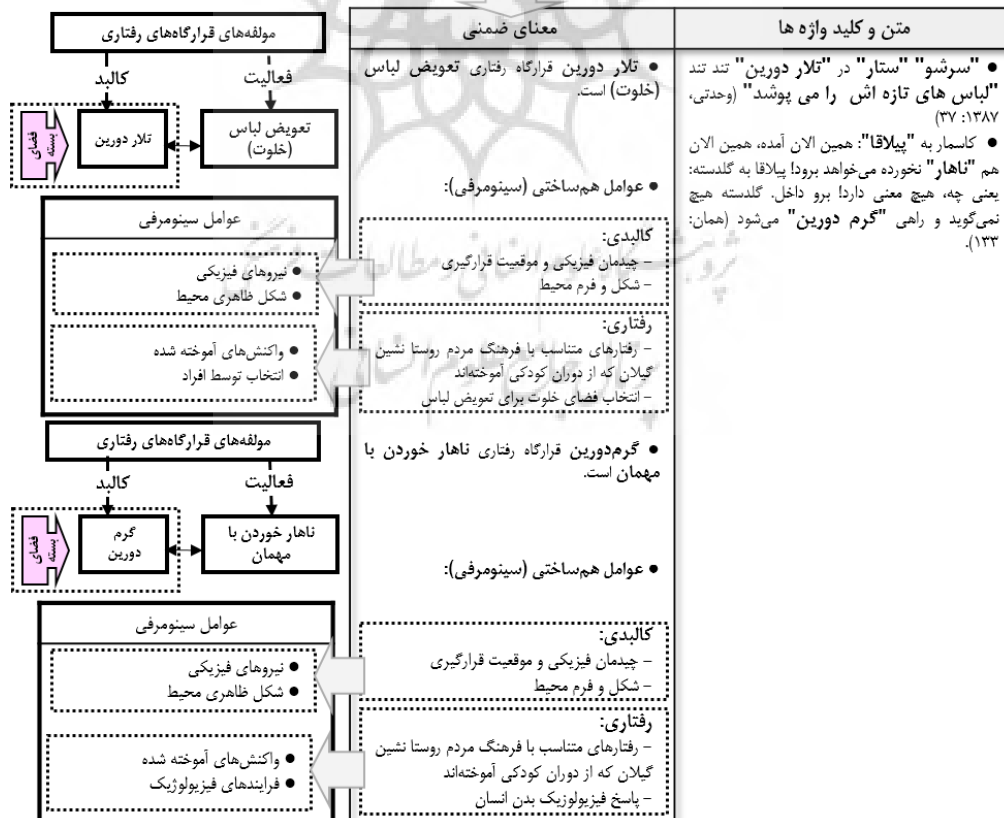 متن و کلید واژه ها
● "سرشو" "ستار" در "تلار دورین" تند تند
"لباس های تازه اش را می پوشد" (وحدتی،
۱۳۸۷: ۳۷)
● کاسمار به "پیلاقا": همین الان آمده، همین الان
هم "ناهار" نخورده می‌خواهد برود! پیلاقا به گلدسته:
یعنی چه، هیچ معنی دارد! برو داخل. گلدسته هیچ
نمی‌گوید و راهی "گرم دورین" می‌شود (همان:
۱۳۳).
معنای ضمنی
● تلار دورین قرارگاه رفتاری تعویض لباس
(خلوت) است.
● عوامل هم‌ساختی (سینومرفی):
کالبدی:
- چیدمان فیزیکی و موقعیت قرارگیری
- شکل و فرم محیط
رفتاری:
- رفتارهای متناسب با فرهنگ مردم روستا نشین
گیلان که از دوران کودکی آموخته‌اند
- انتخاب فضای خلوت برای تعویض لباس
● گرم‌دورین قرارگاه رفتاری ناهار خوردن با
مهمان است.
● عوامل هم‌ساختی (سینومرفی):
کالبدی:
- چیدمان فیزیکی و موقعیت قرارگیری
- شکل و فرم محیط
رفتاری:
- رفتارهای متناسب با فرهنگ مردم روستا نشین
گیلان که از دوران کودکی آموخته‌اند
- پاسخ فیزیولوزیک بدن انسان
مولفه‌های قرارگاه‌های رفتاری
فعالیت
کالبد
تعویض لباس
(خلوت)
تلار دورین
فضای
بسته
عوامل سینومرفی
● نیروهای فیزیکی
● شکل ظاهری محیط
● واکنش‌های آموخته شده
● انتخاب توسط افراد
مولفه‌های قرارگاه‌های رفتاری
فعالیت
کالبد
ناهار خوردن با
مهمان
گرم
دورین
فضای
بسته
عوامل سینومرفی
● نیروهای فیزیکی
● شکل ظاهری محیط
● واکنش‌های آموخته شده
● فرایندهای فیزیولوژیک
پژوهشگاه علوم انسانی و مطالعات فرهنگی
پرتال جامع علوم انسانی